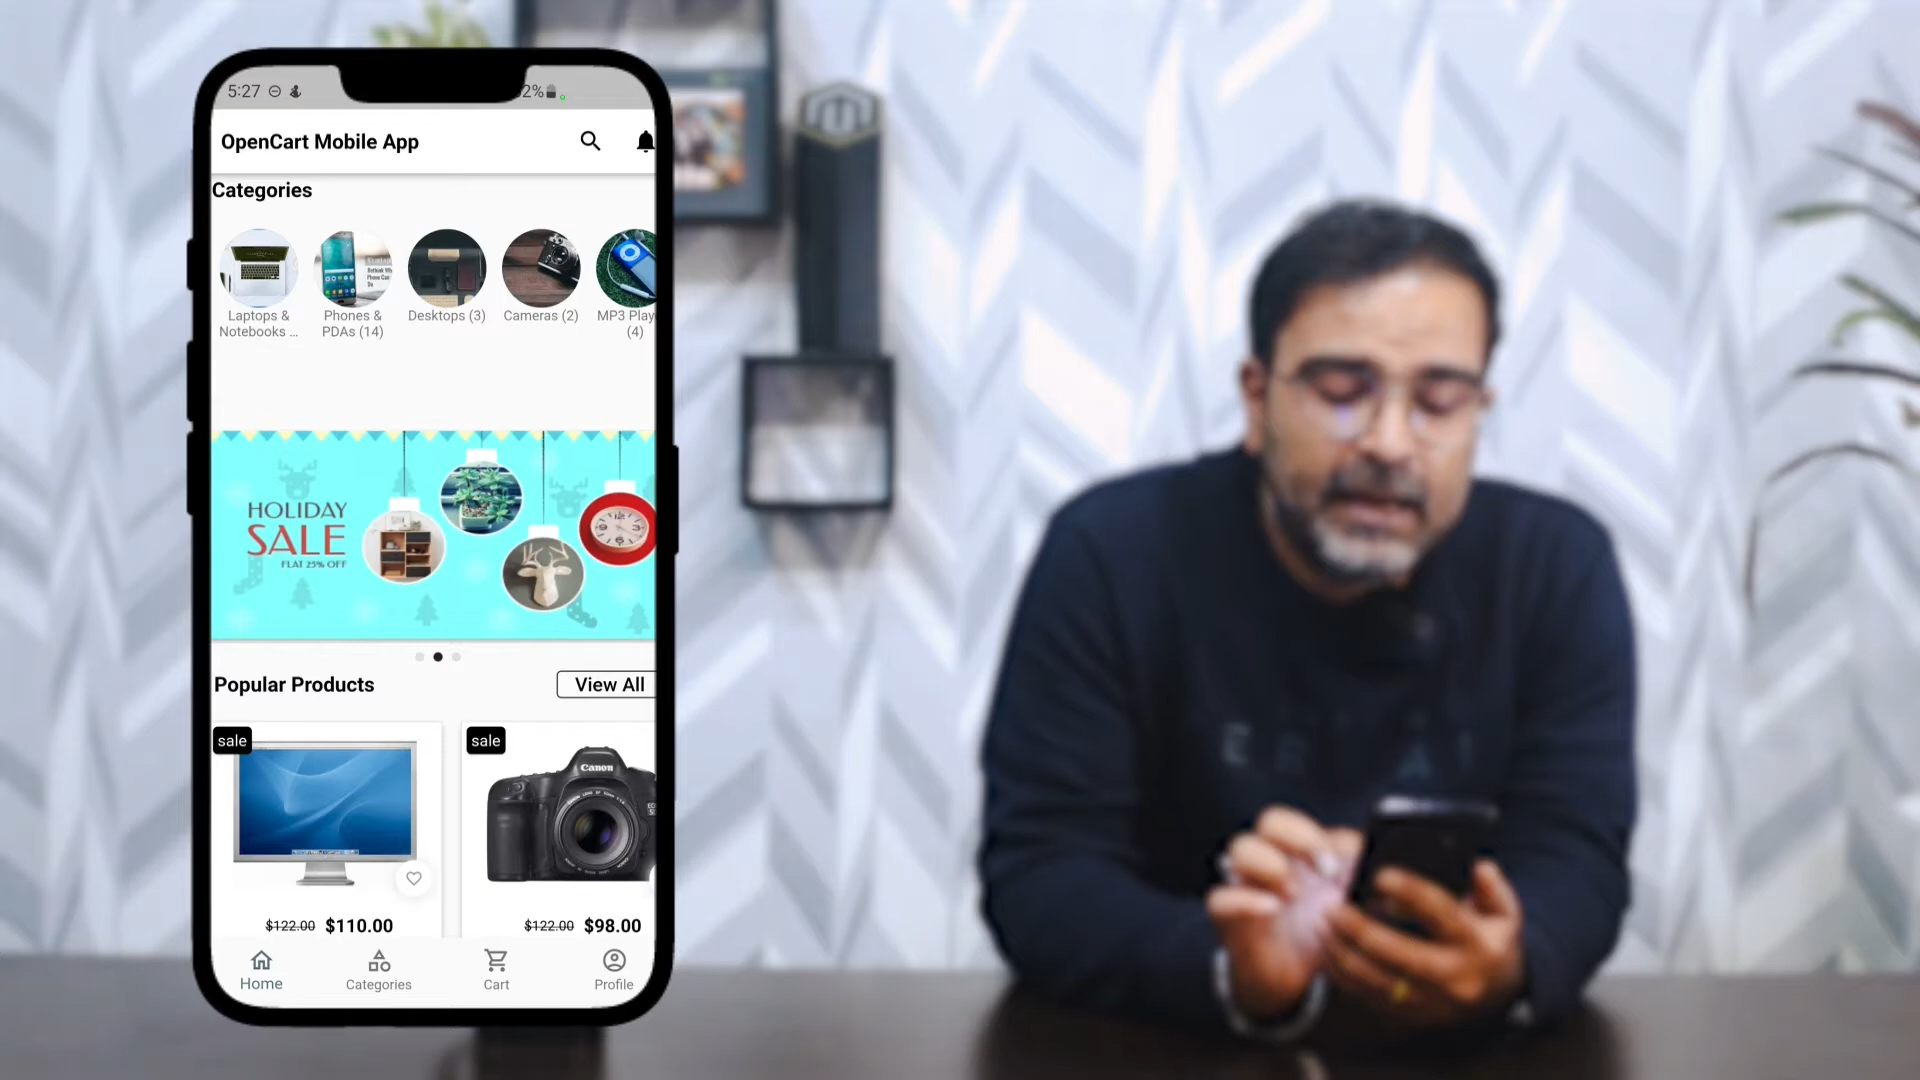 5:27
2%
OpenCart Mobile App
Categories
Laptops &
Notebooks ...
Phones &
PDAs (14)
Desktops (3)
Cameras (2)
MP3 Play
(4)
HOLIDAY
SALE
FLAT 25% OFF
Popular Products
View All
sale
sale
Canon
$122.00 $110.00
$122.00 $98.00
Home
Categories
Cart
Profile